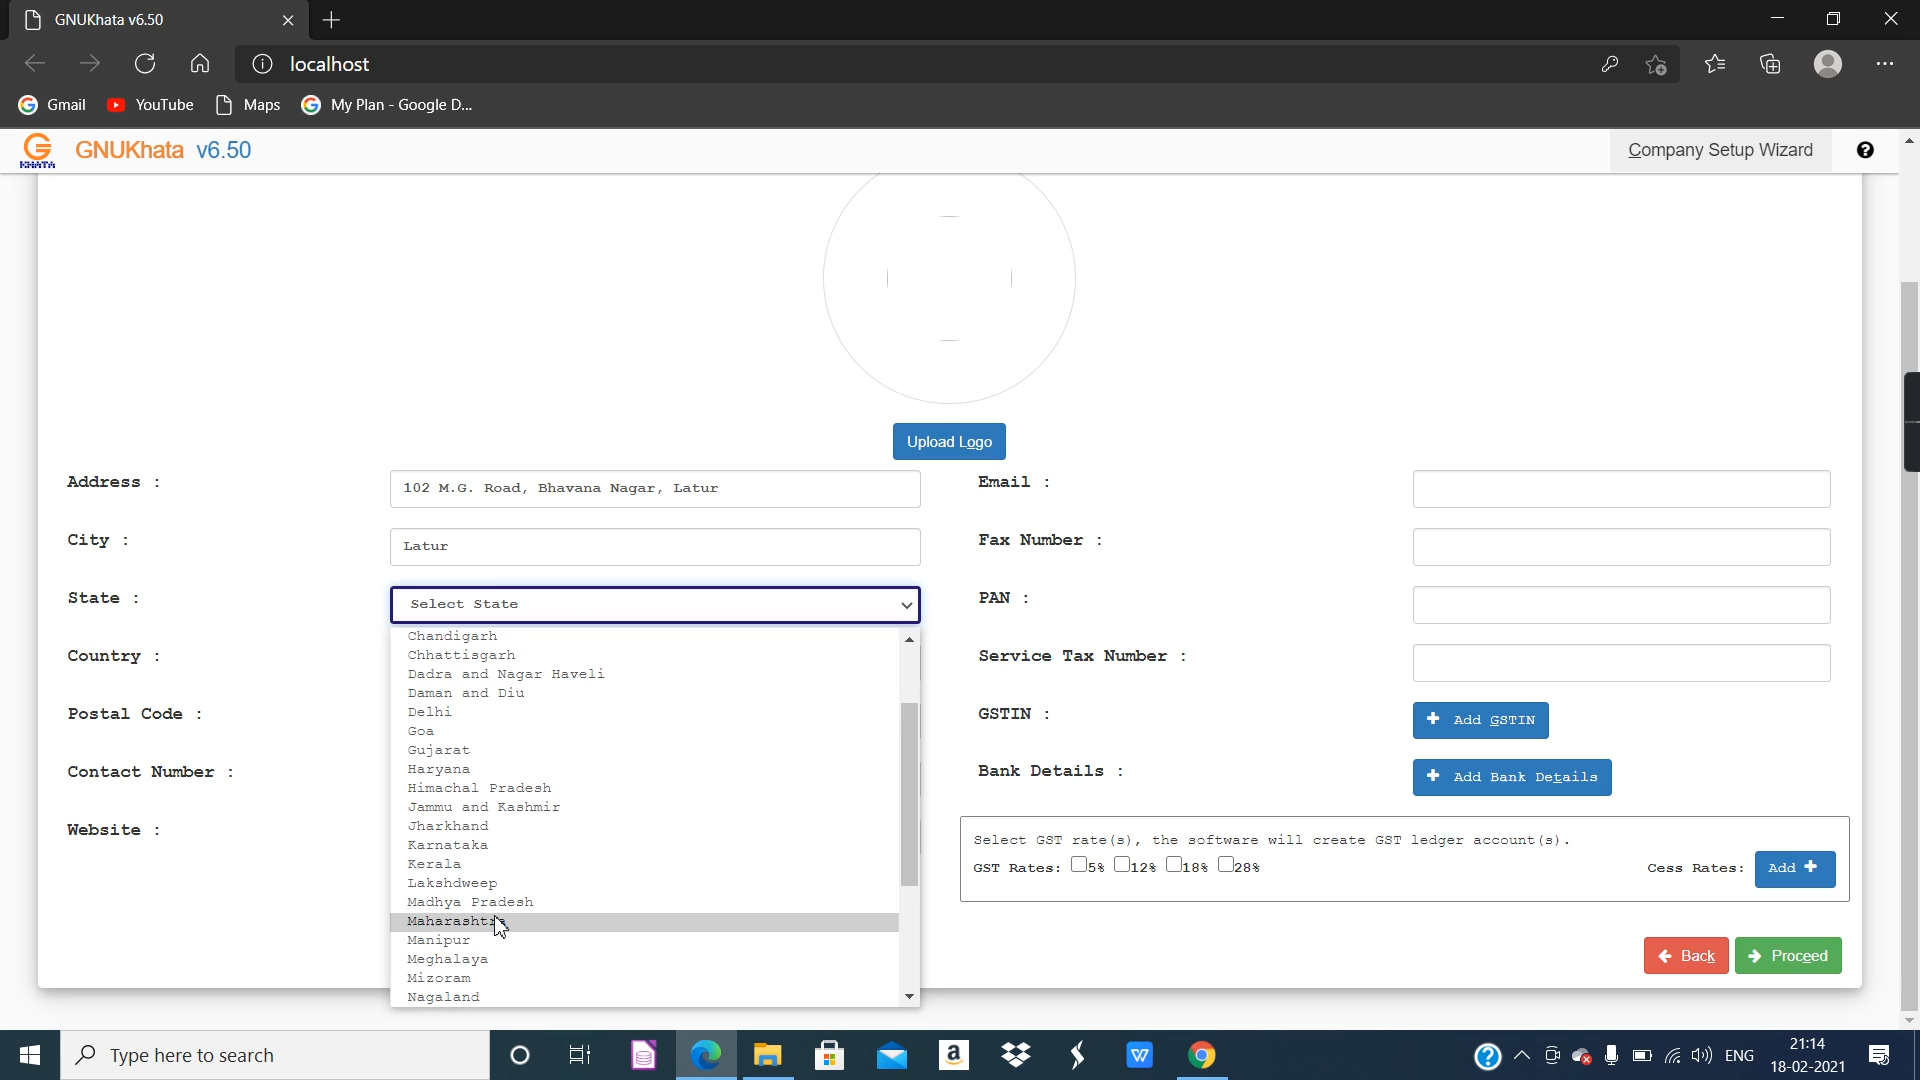 GNUKhata v6.50
localhost
Gmail YouTube Maps My Plan - Google D...
G KHATA GNUKhata v6.50 Company Setup Wizard
Upload Logo
Address : 102 M.G. Road, Bhavana Nagar, Latur
City : Latur
State : Select State
Chandigarh
Chhattisgarh
Dadra and Nagar Haveli
Daman and Diu
Delhi
Goa
Gujarat
Haryana
Himachal Pradesh
Jammu and Kashmir
Jharkhand
Karnataka
Kerala
Lakshdweep
Madhya Pradesh
Maharashtra
Manipur
Meghalaya
Mizoram
Nagaland
Country :
Postal Code :
Contact Number :
Website :
Email :
Fax Number :
PAN :
Service Tax Number :
GSTIN : + Add GSTIN
Bank Details : + Add Bank Details
Select GST rate(s), the software will create GST ledger account(s).
GST Rates: 5% 12% 18% 28% Cess Rates: Add +
Back Proceed
Type here to search
ENG
21:14
18-02-2021